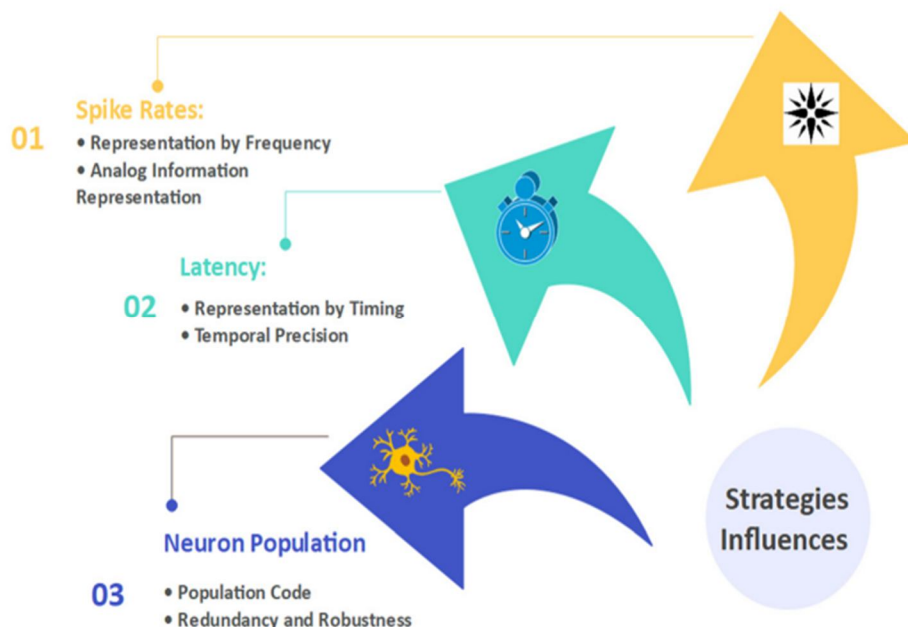 Spike Rates:
01
• Representation by Frequency
• Analog Information
Representation
Latency:
02
• Representation by Timing
• Temporal Precision
Neuron Population
03
• Population Code
• Redundancy and Robustness
Strategies
Influences